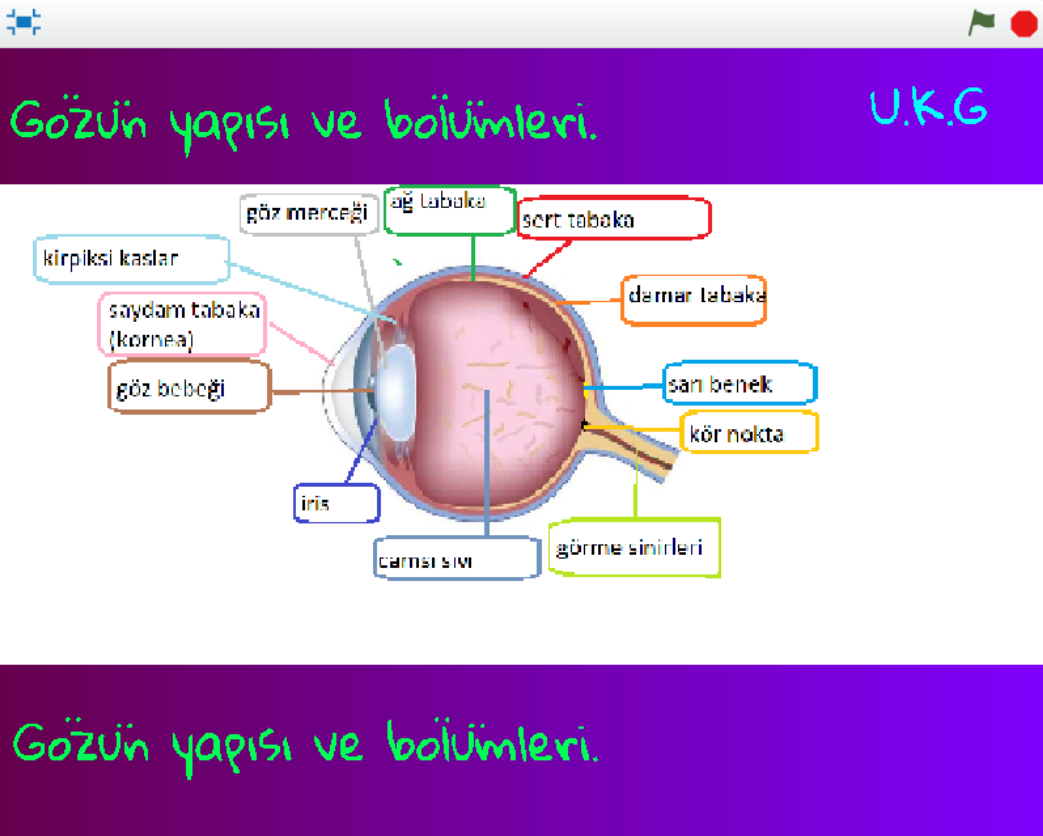 Gözün yapısı ve bölümleri.
U.K.G
göz merceği
ağ tabaka
sert tabaka
kirpiksi kaslar
damar tabaka
saydam tabaka
(kornea)
göz bebeği
sarı benek
kör nokta
iris
camsı sıvı
görme sinirleri
Gözün yapısı ve bölümleri.